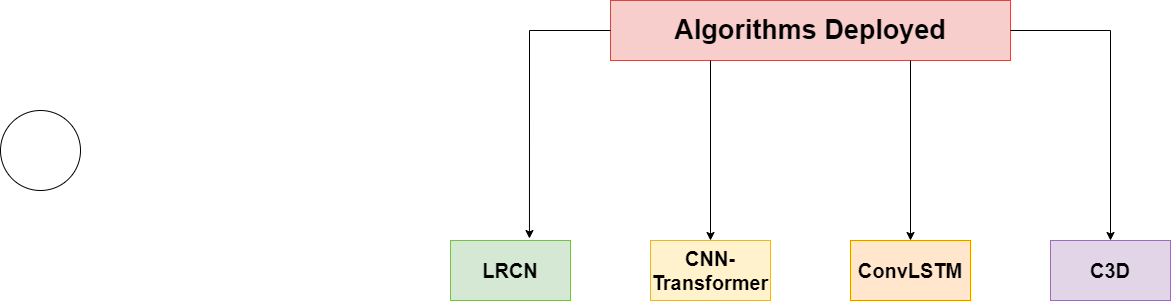 Algorithms Deployed
LRCN
CNN-
Transformer
ConvLSTM
C3D